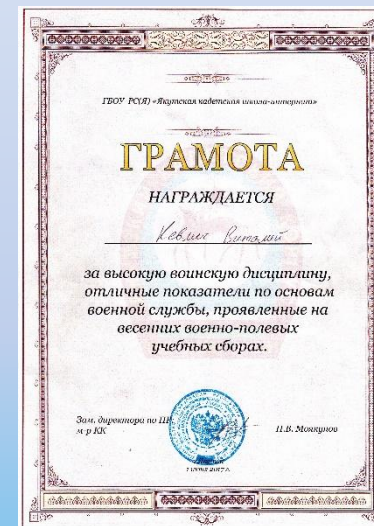 ГБОУ РС(Я) «Якутская кадетская школа-интернат»
ГРАМОТА
НАГРАЖДАЕТСЯ
Виталий
за высокую воинскую дисциплину,
отличные показатели по основам
военной службы, проявленные на
весенних военно-полевых
учебных сборах.
Зам. директора по
м-р КК